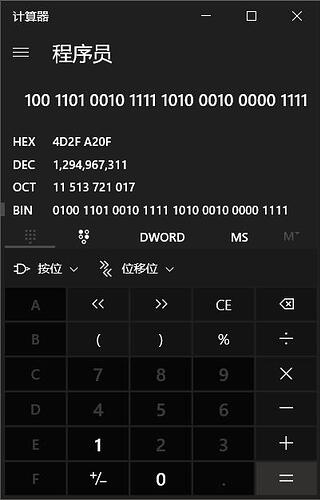 计算器
程序员
100 1101 0010 1111 1010 0010 0000 1111
HEX 4D2F A20F
DEC 1,294,967,311
OCT 11 513 721 017
BIN 0100 1101 0010 1111 1010 0010 0000 1111
DWORD MS M
按位 位移位
A << >> CE
B ( ) % ÷
C 7 8 9 ×
D 4 5 6 −
E 1 2 3 +
F +/− 0 . =